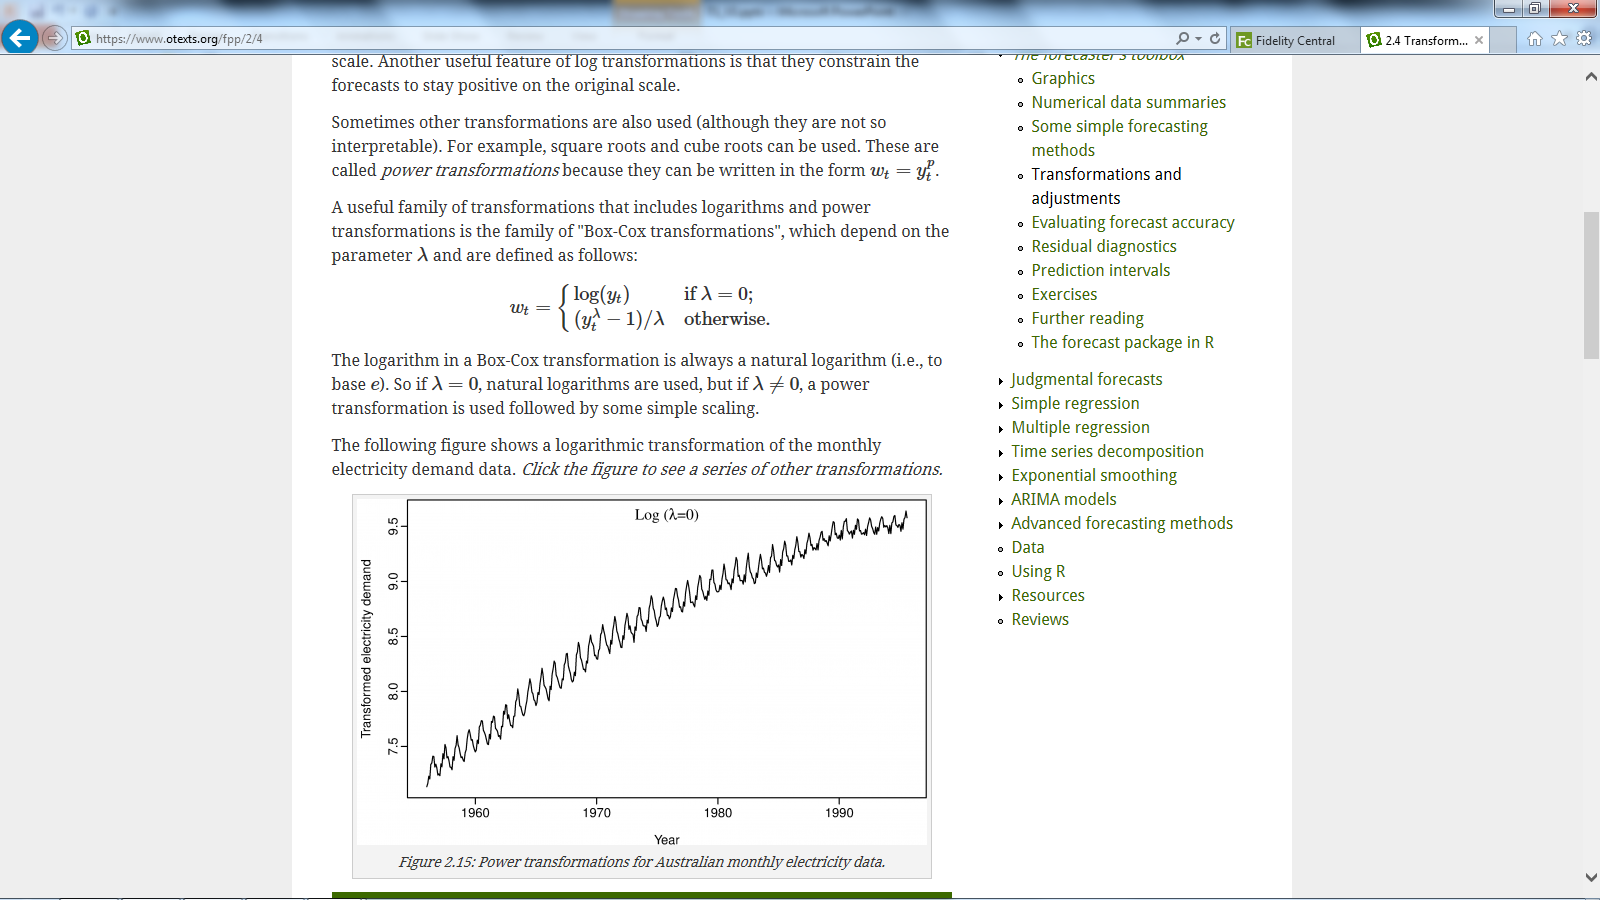 https://www.otexts.org/fpp/2/4
Fidelity Central
2.4 Transform...
scale. Another useful feature of log transformations is that they constrain the
forecasts to stay positive on the original scale.
Sometimes other transformations are also used (although they are not so
interpretable). For example, square roots and cube roots can be used. These are
called power transformations because they can be written in the form wₜ = yₜᵖ.
A useful family of transformations that includes logarithms and power
transformations is the family of "Box-Cox transformations", which depend on the
parameter λ and are defined as follows:
wₜ = { log(yₜ) if λ = 0;
(yₜ^λ − 1)/λ otherwise.
The logarithm in a Box-Cox transformation is always a natural logarithm (i.e., to
base e). So if λ = 0, natural logarithms are used, but if λ ≠ 0, a power
transformation is used followed by some simple scaling.
The following figure shows a logarithmic transformation of the monthly
electricity demand data. Click the figure to see a series of other transformations.
Log (λ=0)
Transformed electricity demand
9.5
9.0
8.5
8.0
7.5
1960 1970 1980 1990
Year
Figure 2.15: Power transformations for Australian monthly electricity data.
The forecaster's toolbox
Graphics
Numerical data summaries
Some simple forecasting
methods
Transformations and
adjustments
Evaluating forecast accuracy
Residual diagnostics
Prediction intervals
Exercises
Further reading
The forecast package in R
Judgmental forecasts
Simple regression
Multiple regression
Time series decomposition
Exponential smoothing
ARIMA models
Advanced forecasting methods
Data
Using R
Resources
Reviews